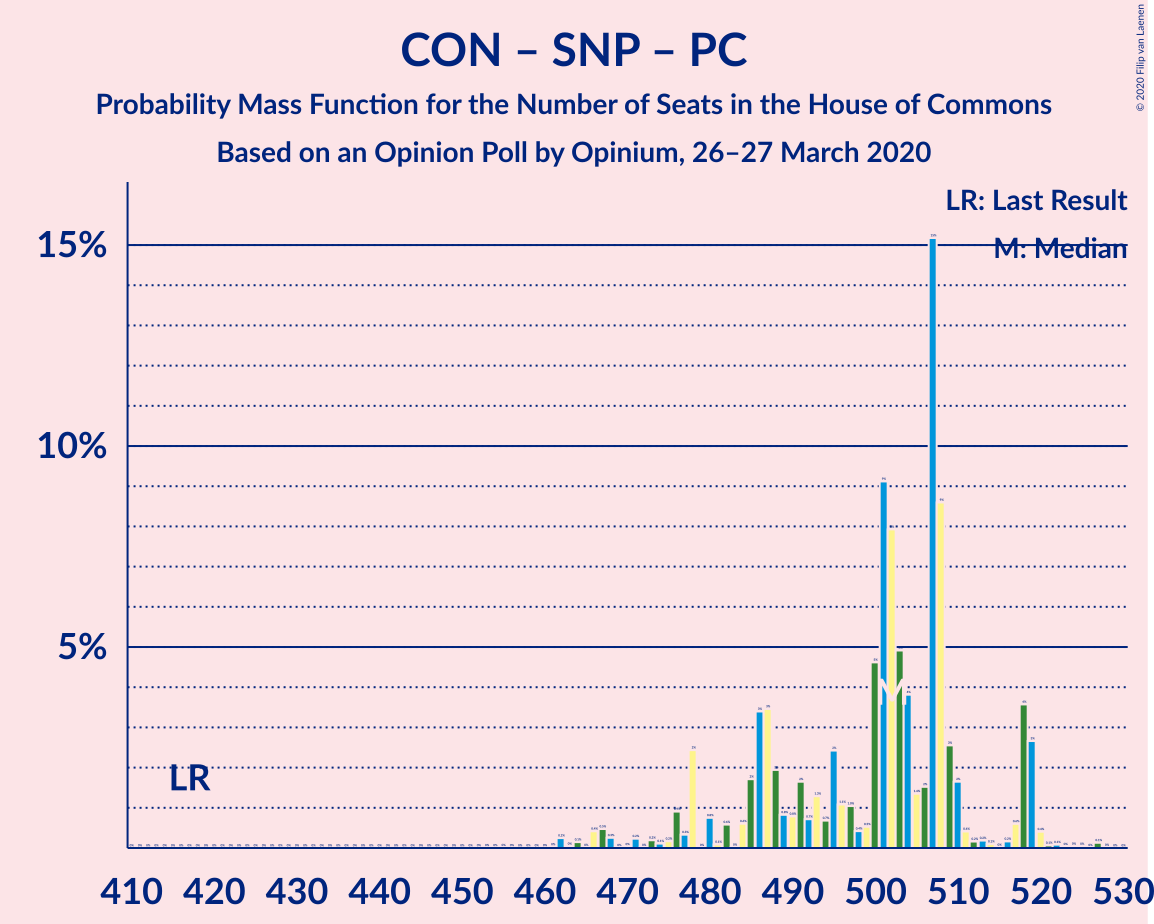 CON – SNP – PC
Probability Mass Function for the Number of Seats in the House of Commons
Based on an Opinion Poll by Opinium, 26–27 March 2020
© 2020 Filip van Laenen
LR: Last Result
M: Median
15%
10%
5%
LR
M
410 420 430 440 450 460 470 480 490 500 510 520 530